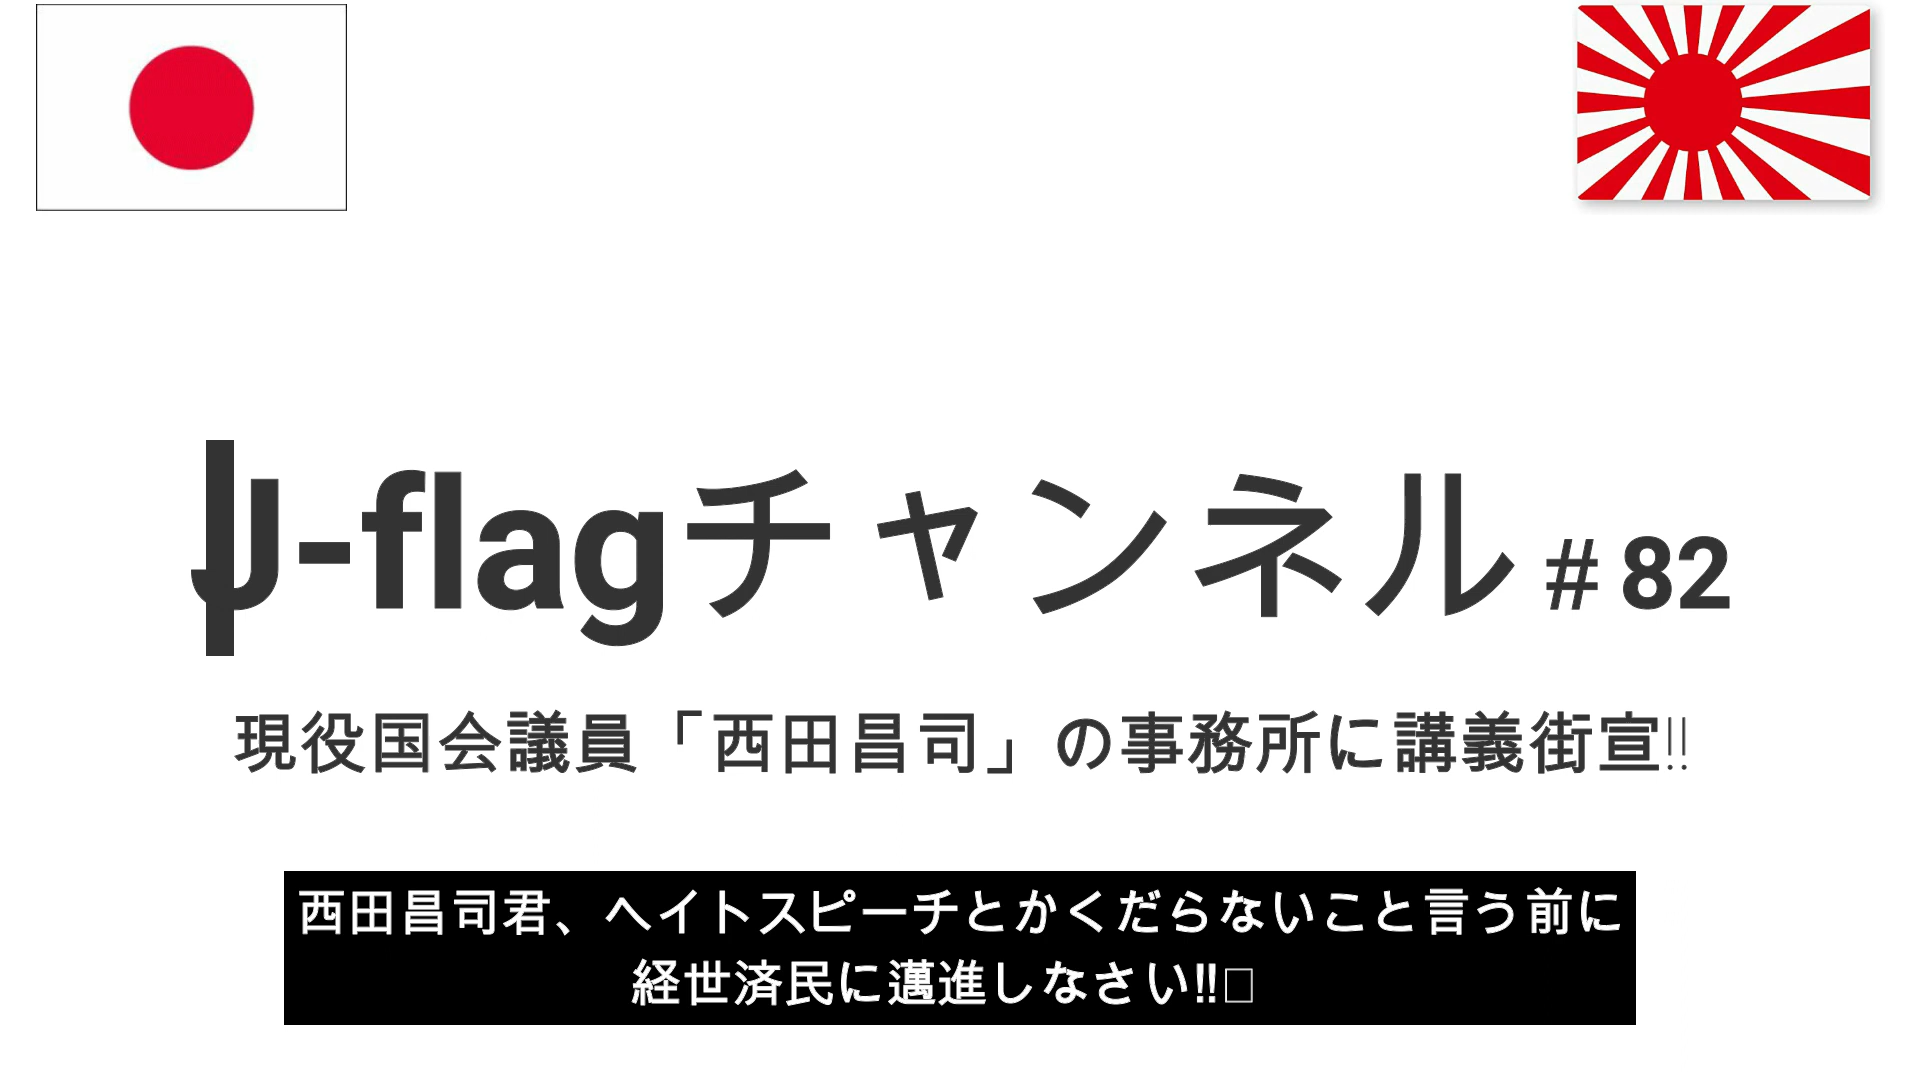 J-flagチャンネル＃82
現役国会議員「西田昌司」の事務所に講義街宣‼
西田昌司君、ヘイトスピーチとかくだらないこと言う前に
経世済民に邁進しなさい‼